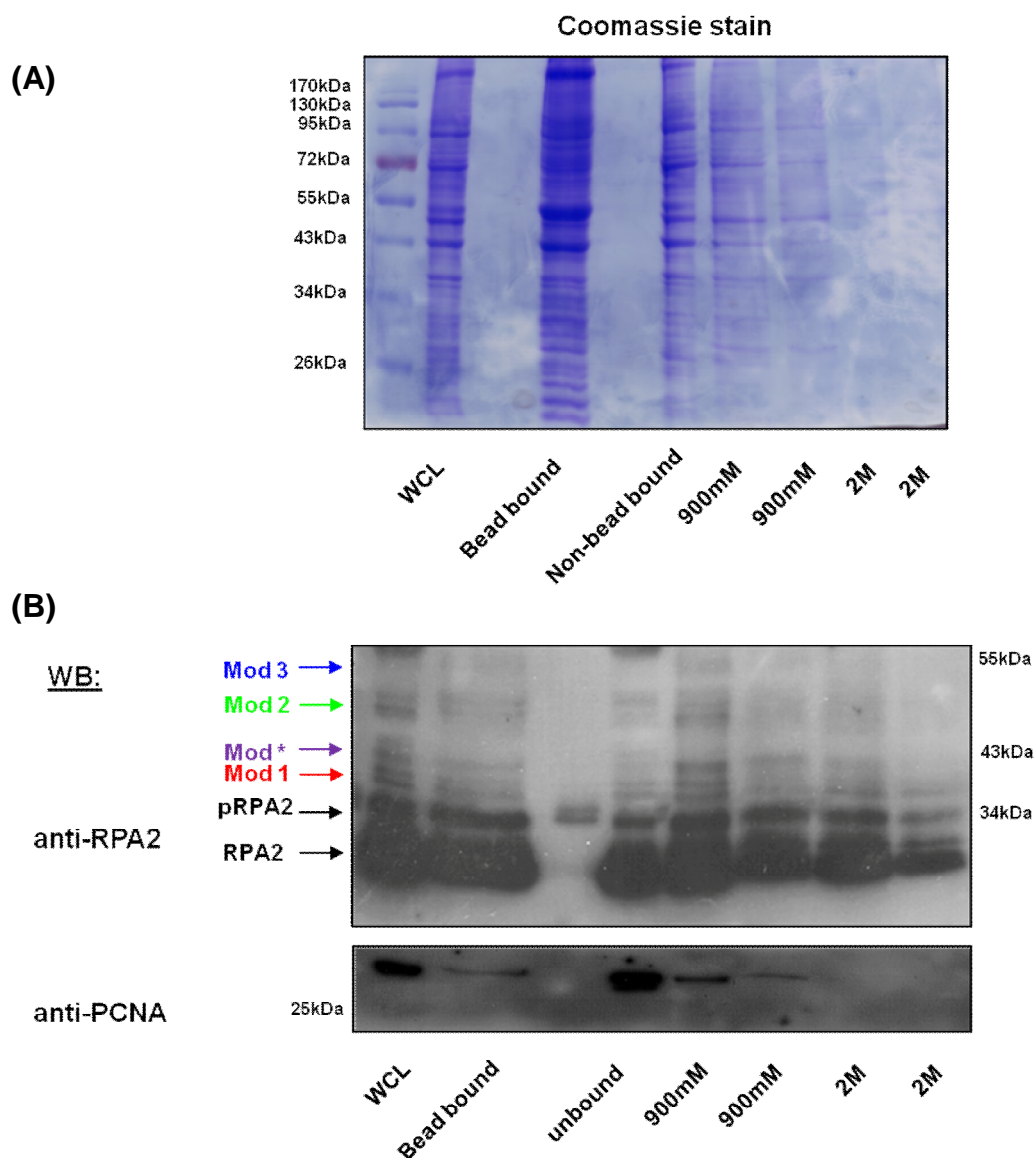 Coomassie stain
(A)
170kDa
130kDa
95kDa
72kDa
55kDa
43kDa
34kDa
26kDa
WCL
Bead bound
Non-bead bound
900mM
900mM
2M
2M
(B)
WB:
Mod 3
Mod 2
Mod *
Mod 1
pRPA2
RPA2
anti-RPA2
55kDa
43kDa
34kDa
anti-PCNA
25kDa
WCL
Bead bound
unbound
900mM
900mM
2M
2M